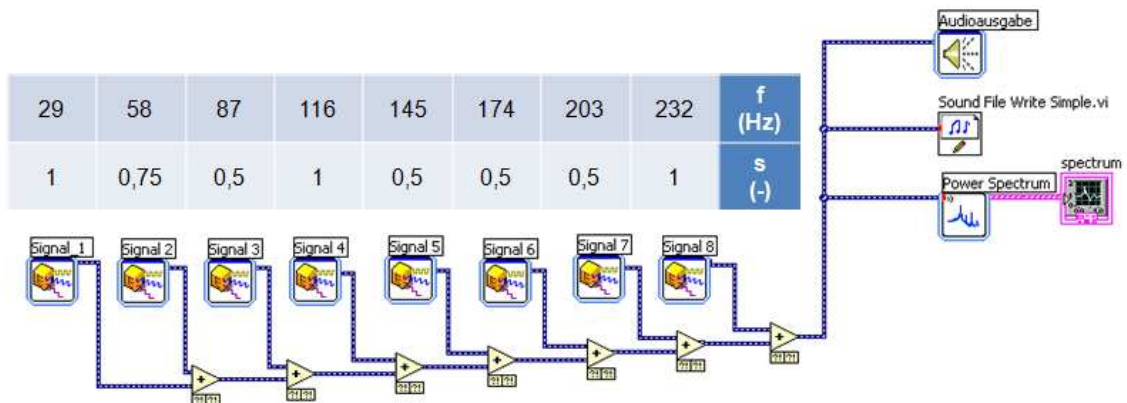 Audioausgabe
29 58 87 116 145 174 203 232 f
(Hz)
Sound File Write Simple.vi
1 0,75 0,5 1 0,5 0,5 0,5 1 s
(-)
spectrum
Power Spectrum
Signal_1 Signal 2 Signal 3 Signal 4 Signal 5 Signal 6 Signal 7 Signal 8